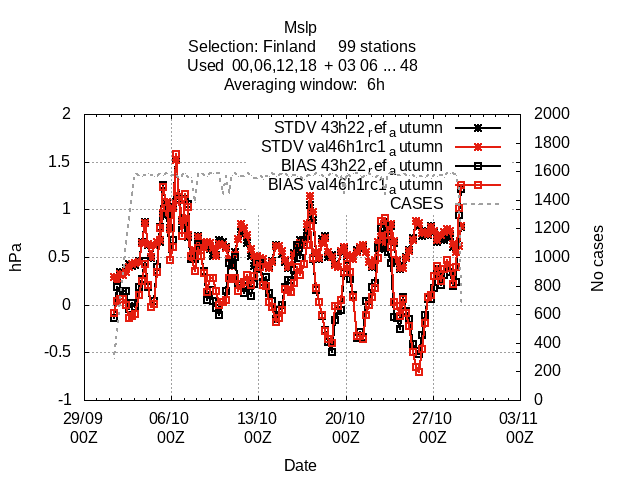 Mslp
Selection: Finland 99 stations
Used 00,06,12,18 + 03 06 ... 48
Averaging window: 6h
STDV 43h22_ref_autumn
STDV val46h1rc1_autumn
BIAS 43h22_ref_autumn
BIAS val46h1rc1_autumn
CASES
2
1.5
1
0.5
0
-0.5
-1
hPa
2000
1800
1600
1400
1200
1000
800
600
400
200
0
No cases
29/09 06/10 13/10 20/10 27/10 03/11
00Z 00Z 00Z 00Z 00Z 00Z
Date